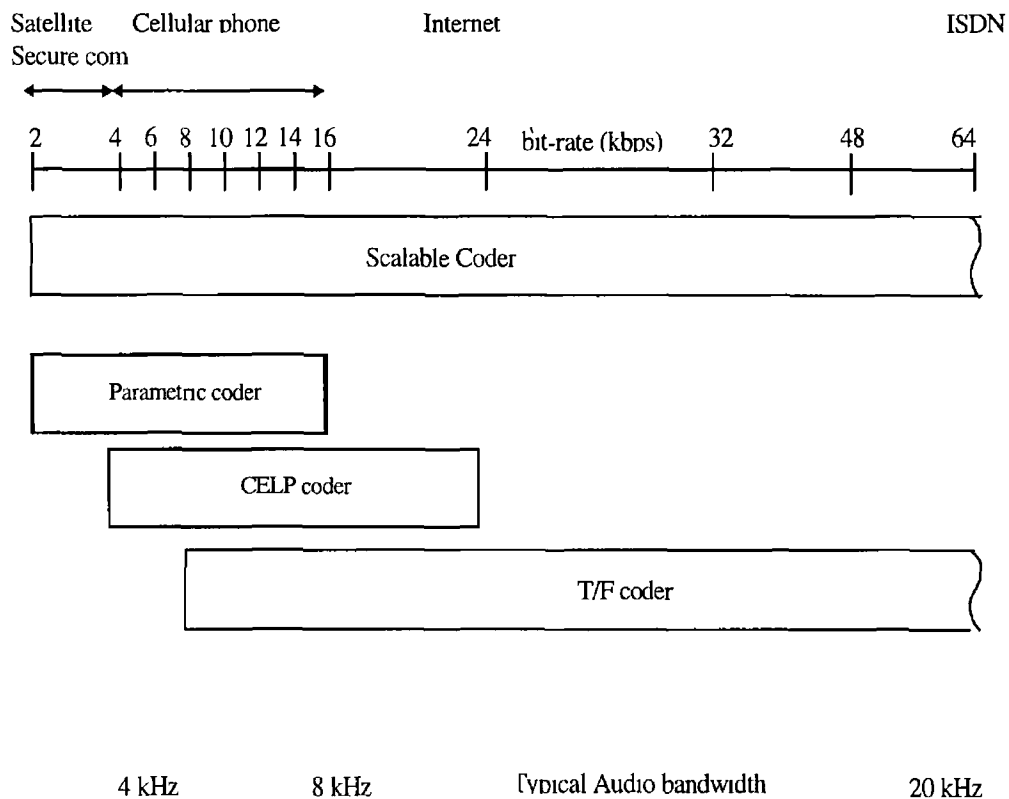 Satellite Cellular phone Internet ISDN
Secure com
2 4 6 8 10 12 14 16 24 bit-rate (kbps) 32 48 64
Scalable Coder
Parametric coder
CELP coder
T/F coder
4 kHz 8 kHz Typical Audio bandwidth 20 kHz